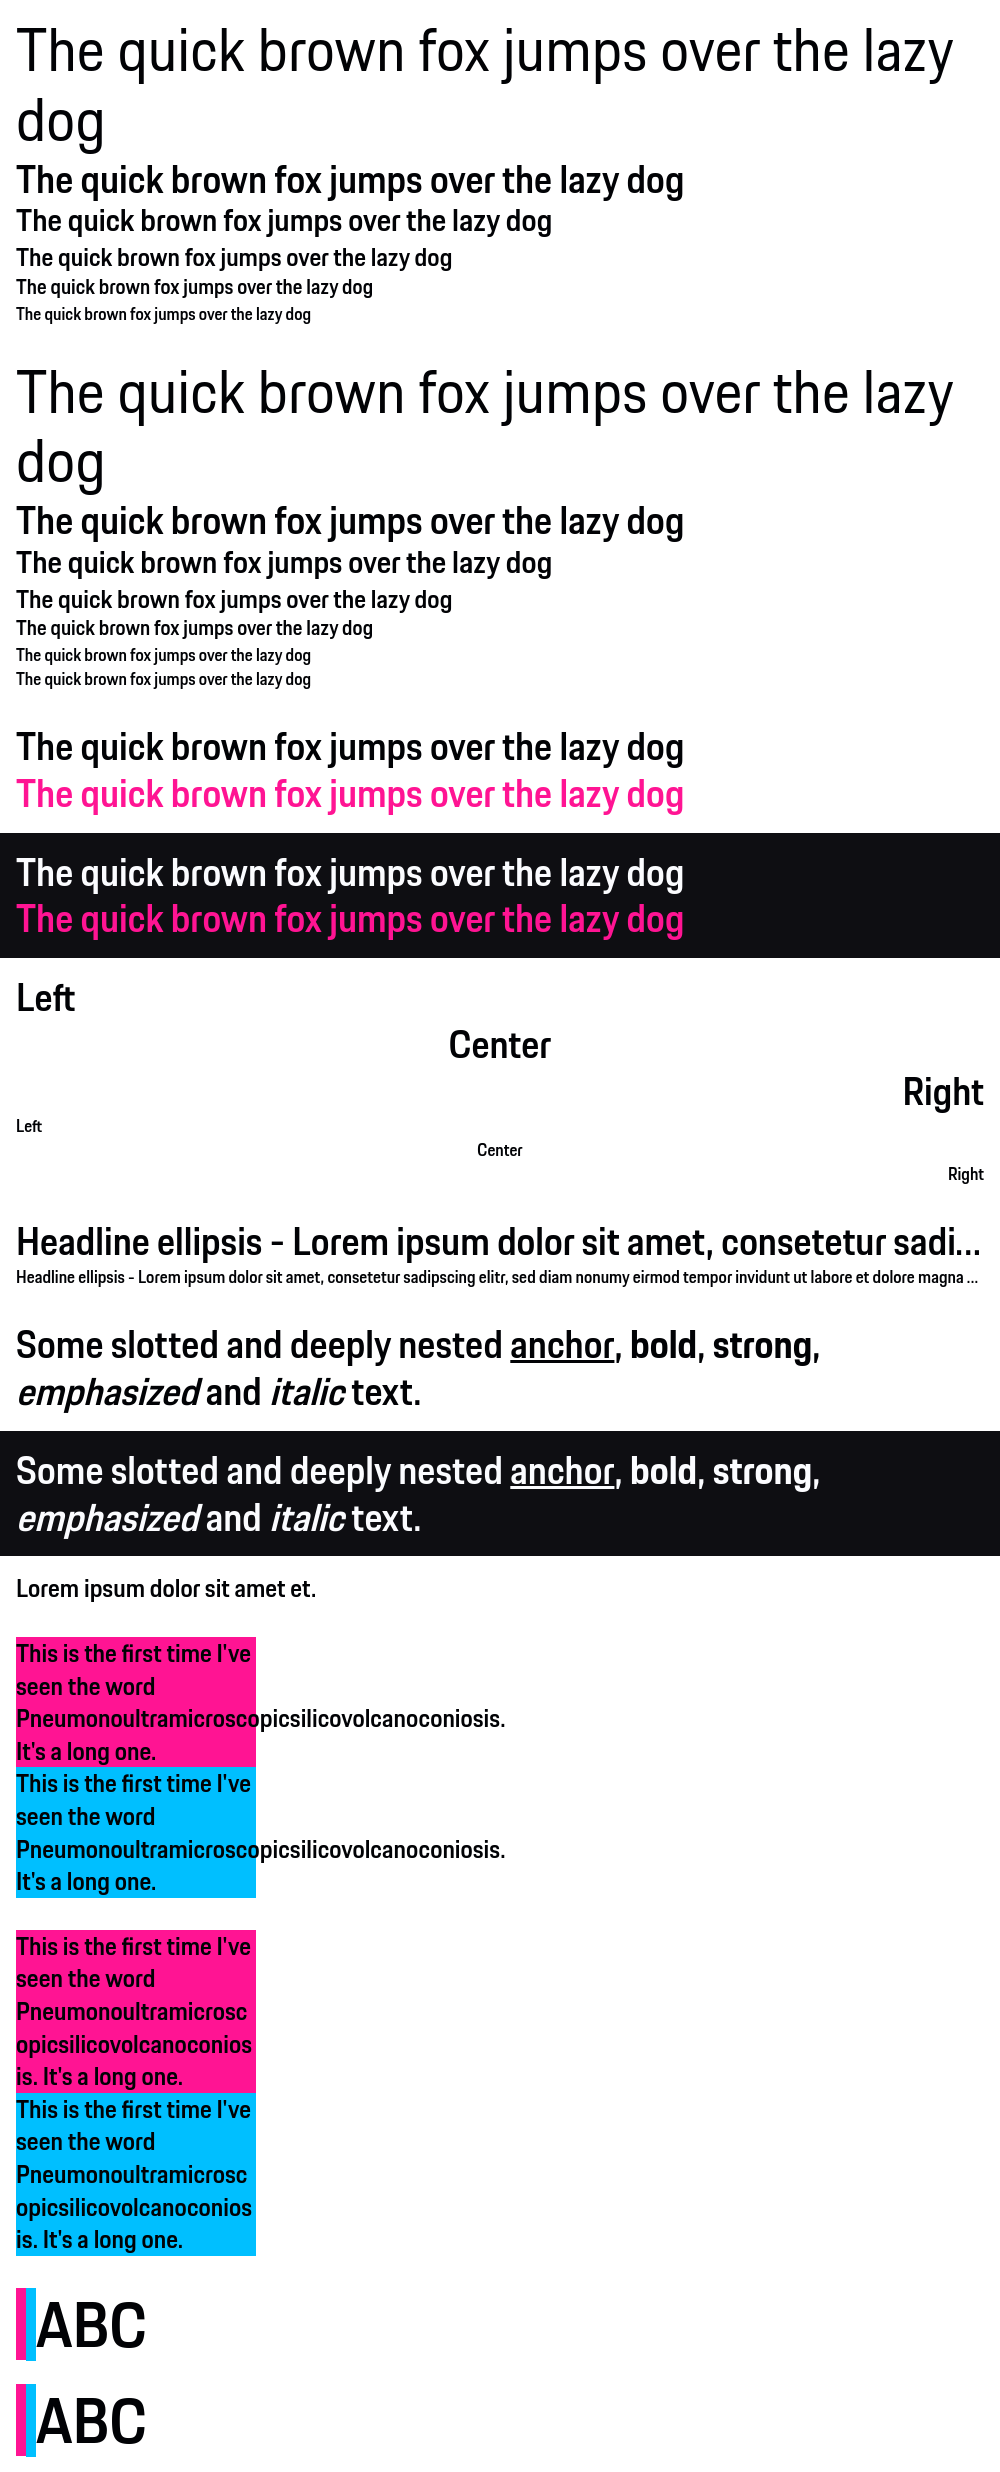 The quick brown fox jumps over the lazy
dog
The quick brown fox jumps over the lazy dog
The quick brown fox jumps over the lazy dog
The quick brown fox jumps over the lazy dog
The quick brown fox jumps over the lazy dog
The quick brown fox jumps over the lazy dog
The quick brown fox jumps over the lazy
dog
The quick brown fox jumps over the lazy dog
The quick brown fox jumps over the lazy dog
The quick brown fox jumps over the lazy dog
The quick brown fox jumps over the lazy dog
The quick brown fox jumps over the lazy dog
The quick brown fox jumps over the lazy dog
The quick brown fox jumps over the lazy dog
The quick brown fox jumps over the lazy dog
The quick brown fox jumps over the lazy dog
The quick brown fox jumps over the lazy dog
Left
Center
Right
Left
Center
Right
Headline ellipsis - Lorem ipsum dolor sit amet, consetetur sadi...
Headline ellipsis - Lorem ipsum dolor sit amet, consetetur sadipscing elitr, sed diam nonumy eirmod tempor invidunt ut labore et dolore magna ...
Some slotted and deeply nested anchor, bold, strong,
emphasized and italic text.
Some slotted and deeply nested anchor, bold, strong,
emphasized and italic text.
Lorem ipsum dolor sit amet et.
This is the first time I've
seen the word
Pneumonoultramicroscopicsilicovolcanoconiosis.
It's a long one.
This is the first time I've
seen the word
Pneumonoultramicroscopicsilicovolcanoconiosis.
It's a long one.
This is the first time I've
seen the word
Pneumonoultramicrosc
opicsilicovolcanoconios
is. It's a long one.
This is the first time I've
seen the word
Pneumonoultramicrosc
opicsilicovolcanoconios
is. It's a long one.
ABC
ABC